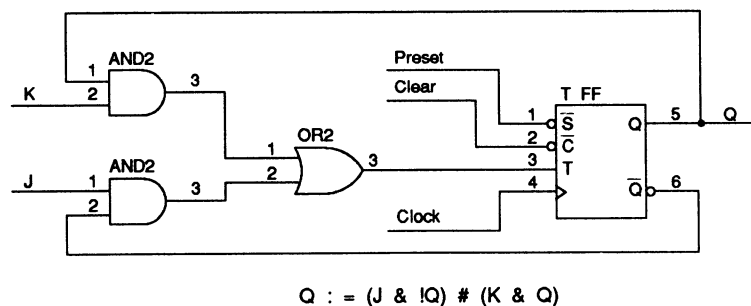 AND2
1
K 2
3
AND2
J 1
2
3
OR2
1
2
3
Preset
Clear
Clock
T FF
1 S̅ Q 5 Q
2 C̅
3 T
4 Q̅ 6
Q : = (J & !Q) # (K & Q)